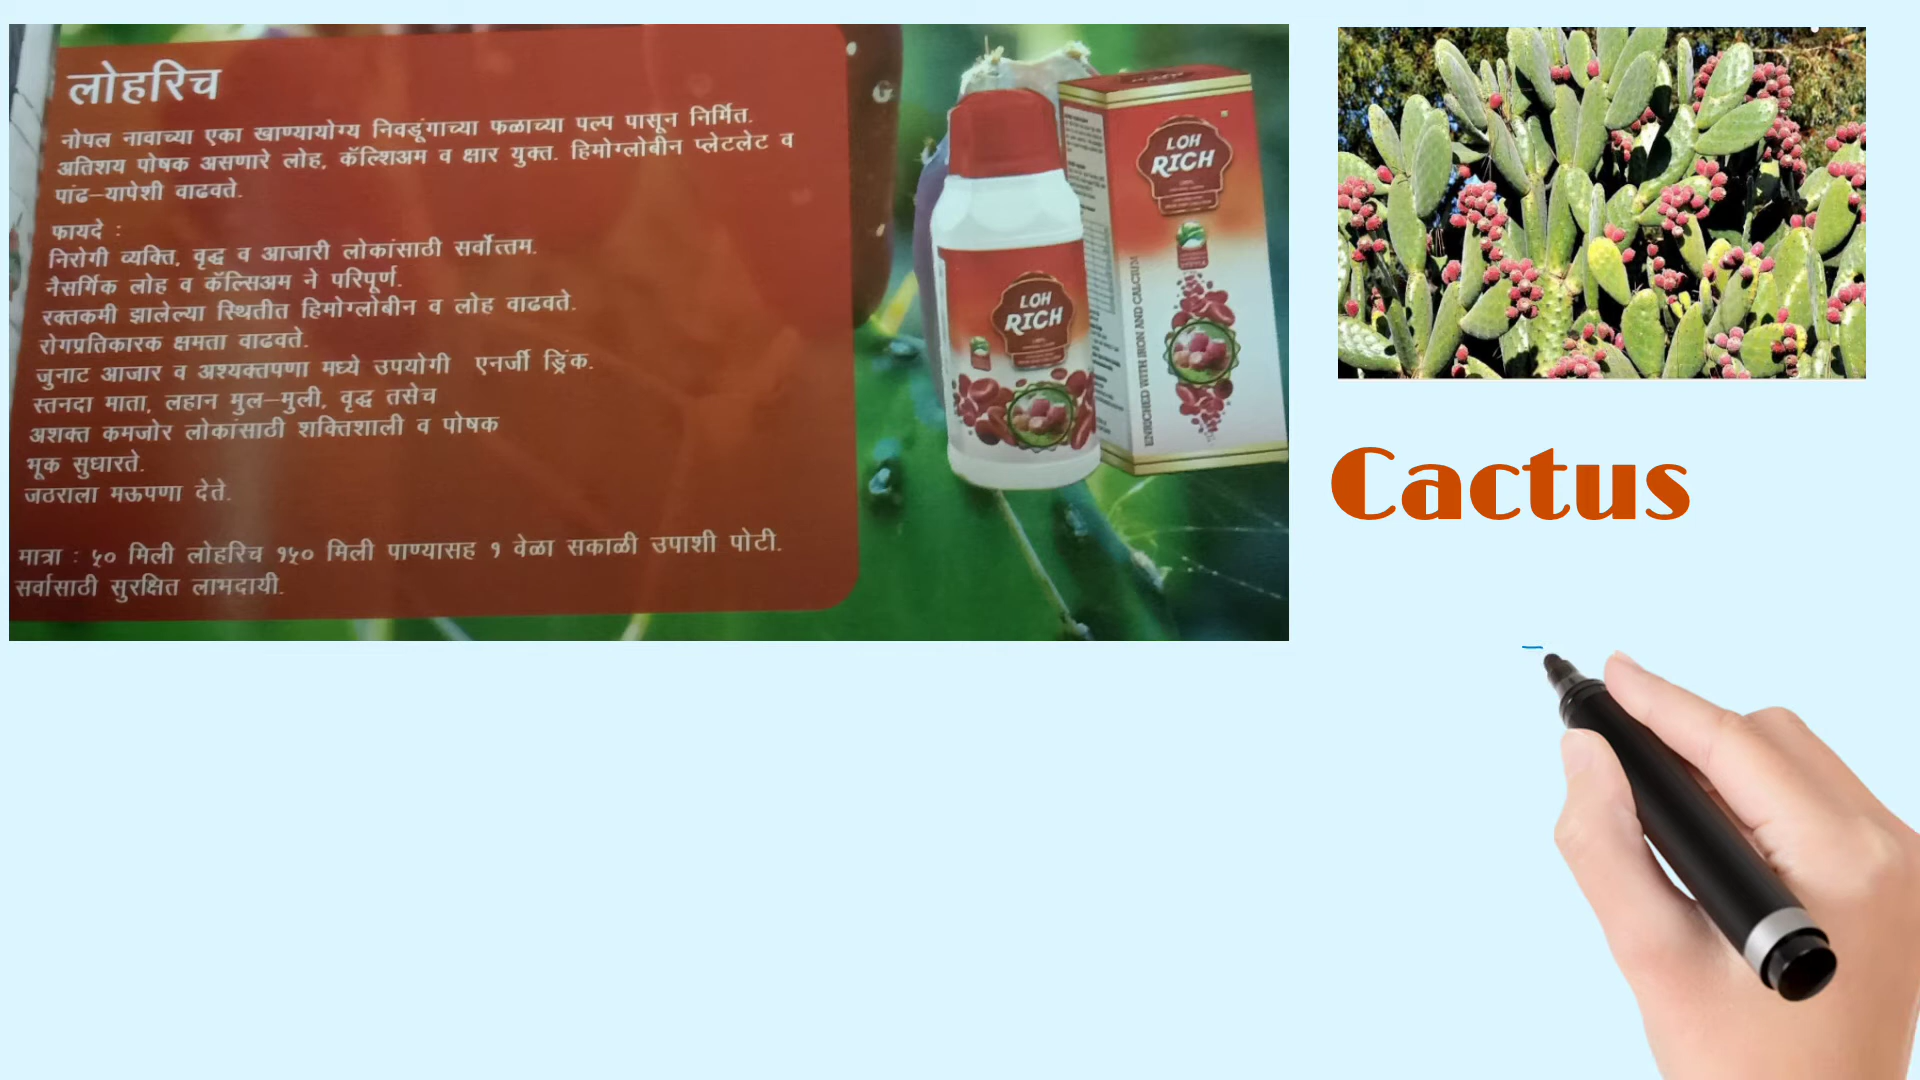 लोहरिच
नोपल नावाच्या एका खाण्यायोग्य निवडूंगाच्या फळाच्या पल्प पासून निर्मित.
अतिशय पोषक असणारे लोह, कॅल्शिअम व क्षार युक्त. हिमोग्लोबीन प्लेटलेट व
पांढ-यापेशी वाढवते.
फायदे :
निरोगी व्यक्ति, वृद्ध व आजारी लोकांसाठी सर्वोत्तम.
नैसर्गिक लोह व कॅल्सिअम ने परिपूर्ण.
रक्तकमी झालेल्या स्थितीत हिमोग्लोबीन व लोह वाढवते.
रोगप्रतिकारक क्षमता वाढवते.
जुनाट आजार व अश्यक्तपणा मध्ये उपयोगी एनर्जी ड्रिंक.
स्तनदा माता, लहान मुल-मुली, वृद्ध तसेच
अशक्त कमजोर लोकांसाठी शक्तिशाली व पोषक
भूक सुधारते.
जठराला मऊपणा देते.
मात्रा : ५० मिली लोहरिच १५० मिली पाण्यासह १ वेळा सकाळी उपाशी पोटी.
सर्वासाठी सुरक्षित लाभदायी.
LOH
RICH
LOH
RICH
ENRICHED WITH IRON AND CALCIUM
Cactus